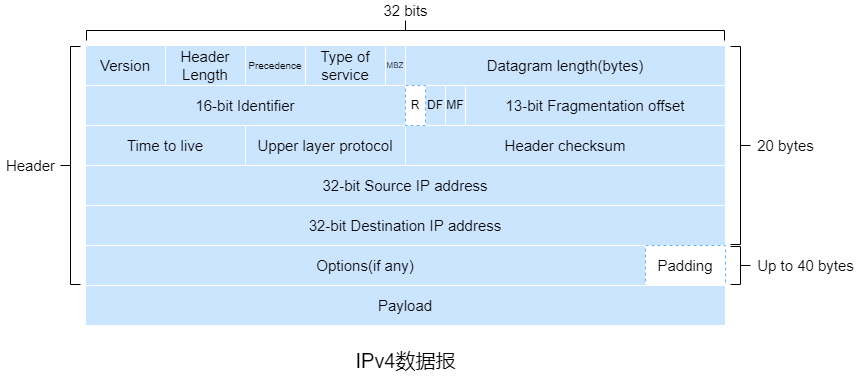 32 bits
Version
Header
Length
Precedence
Type of
service
MBZ
Datagram length(bytes)
16-bit Identifier
R
DF
MF
13-bit Fragmentation offset
Time to live
Upper layer protocol
Header checksum
Header
20 bytes
32-bit Source IP address
32-bit Destination IP address
Options(if any)
Padding
Up to 40 bytes
Payload
IPv4数据报